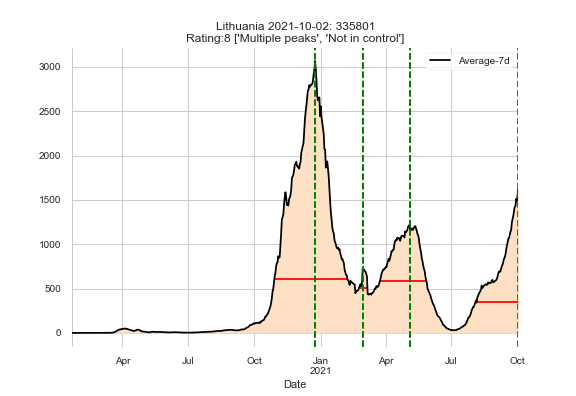 Lithuania 2021-10-02: 335801
Rating:8 ['Multiple peaks', 'Not in control']
Average-7d
3000
2500
2000
1500
1000
500
0
Apr
Jul
Oct
Jan
2021
Apr
Jul
Oct
Date